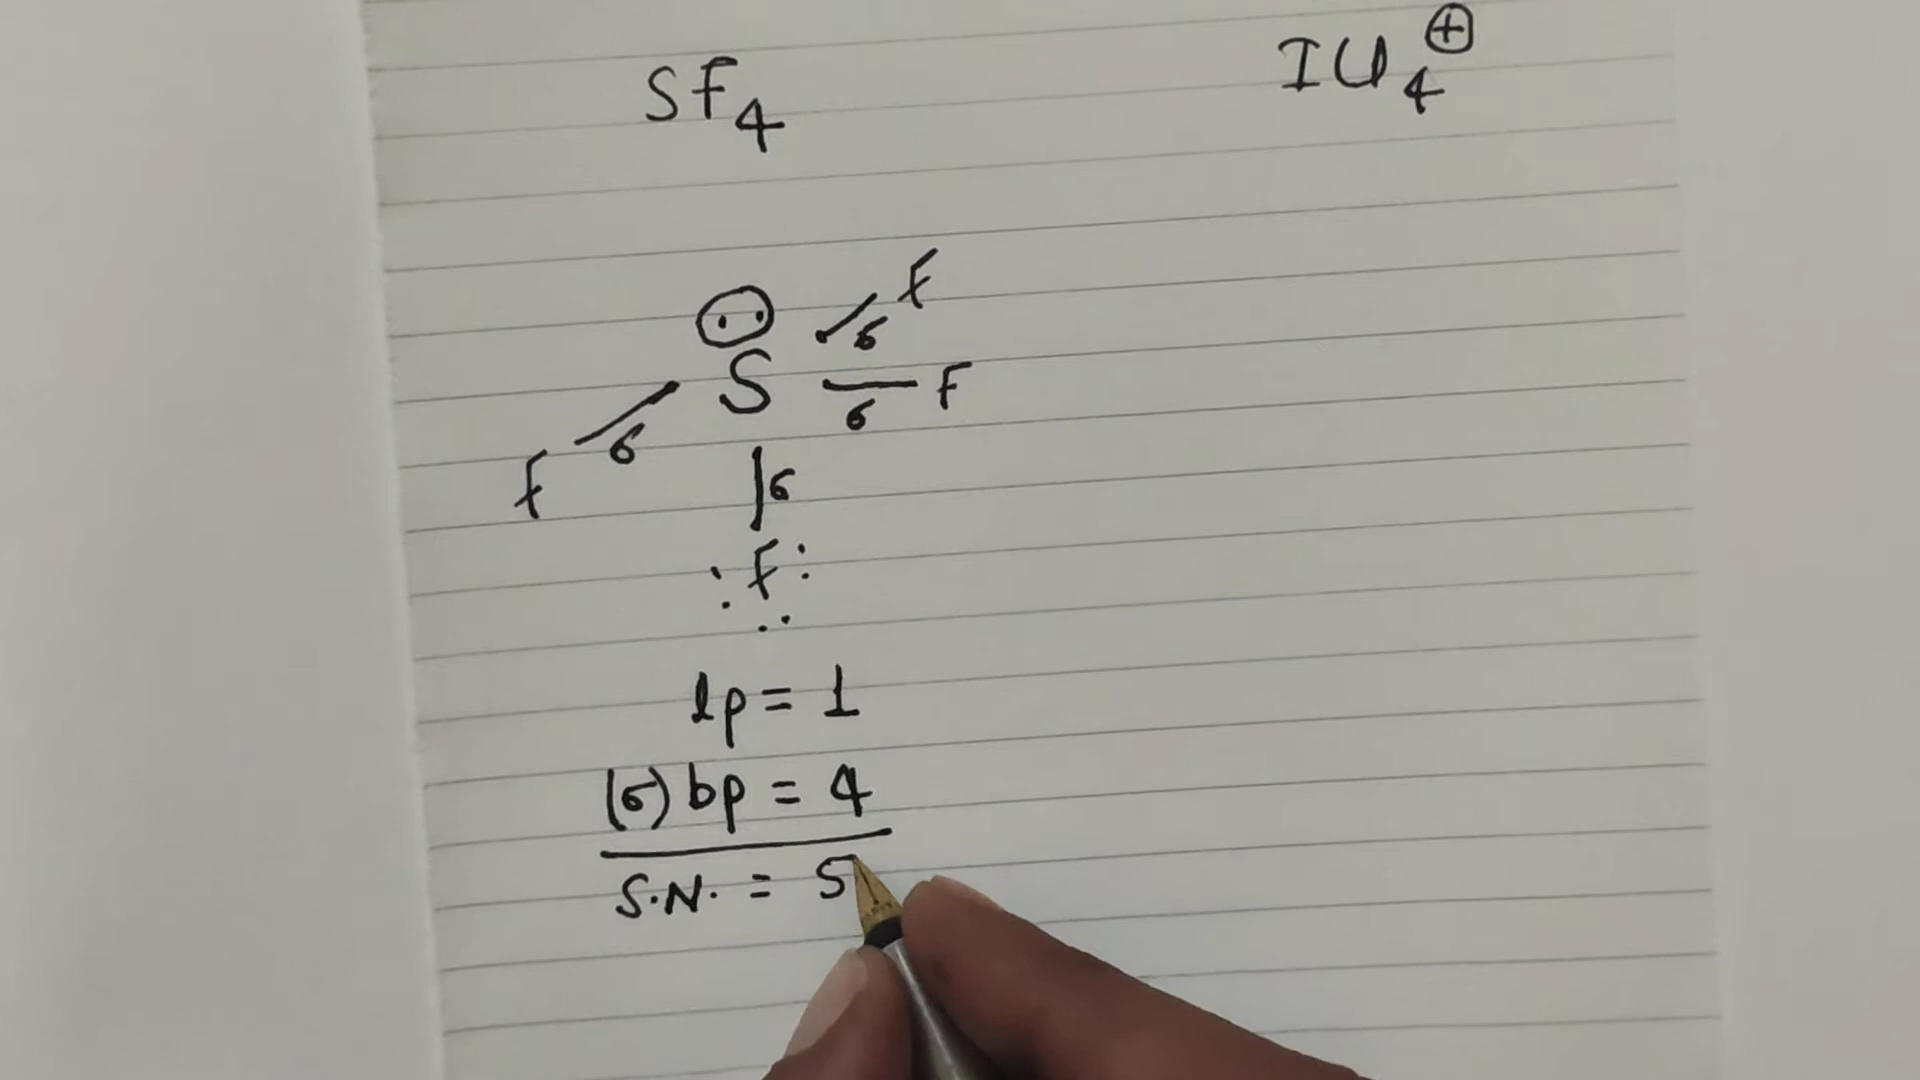 SF4 ICl4⊕
F
S σ
σ F
σ
F σ
:F:
..
lp = 1
(σ) bp = 4
S.N. = 5